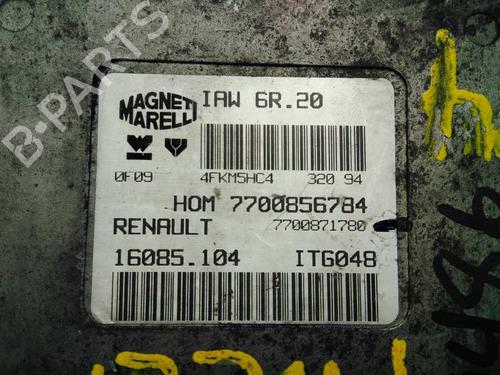 B-PARTS
MAGNETI MARELLI
IAW 6R.20
0F09 4FKM5HC4 320 94
HOM 7700856784
RENAULT 7700871780
16085.104 ITG048